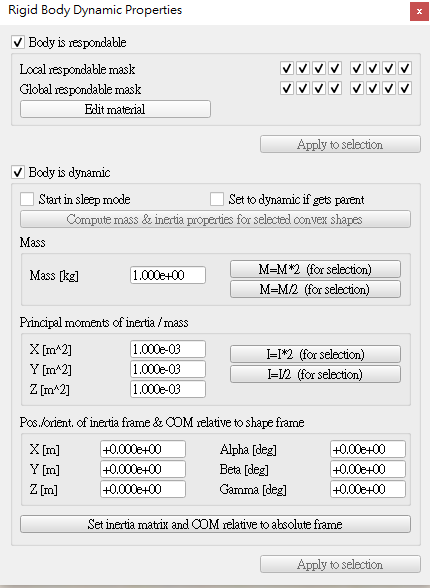 Rigid Body Dynamic Properties
x
Body is respondable
Local respondable mask
Global respondable mask
Edit material
Apply to selection
Body is dynamic
Start in sleep mode Set to dynamic if gets parent
Compute mass & inertia properties for selected convex shapes
Mass
Mass [kg] 1.000e+00 M=M*2 (for selection)
M=M/2 (for selection)
Principal moments of inertia / mass
X [m^2] 1.000e-03 I=I*2 (for selection)
Y [m^2] 1.000e-03 I=I/2 (for selection)
Z [m^2] 1.000e-03
Pos./orient. of inertia frame & COM relative to shape frame
X [m] +0.000e+00 Alpha [deg] +0.00e+00
Y [m] +0.000e+00 Beta [deg] +0.00e+00
Z [m] +0.000e+00 Gamma [deg] +0.00e+00
Set inertia matrix and COM relative to absolute frame
Apply to selection